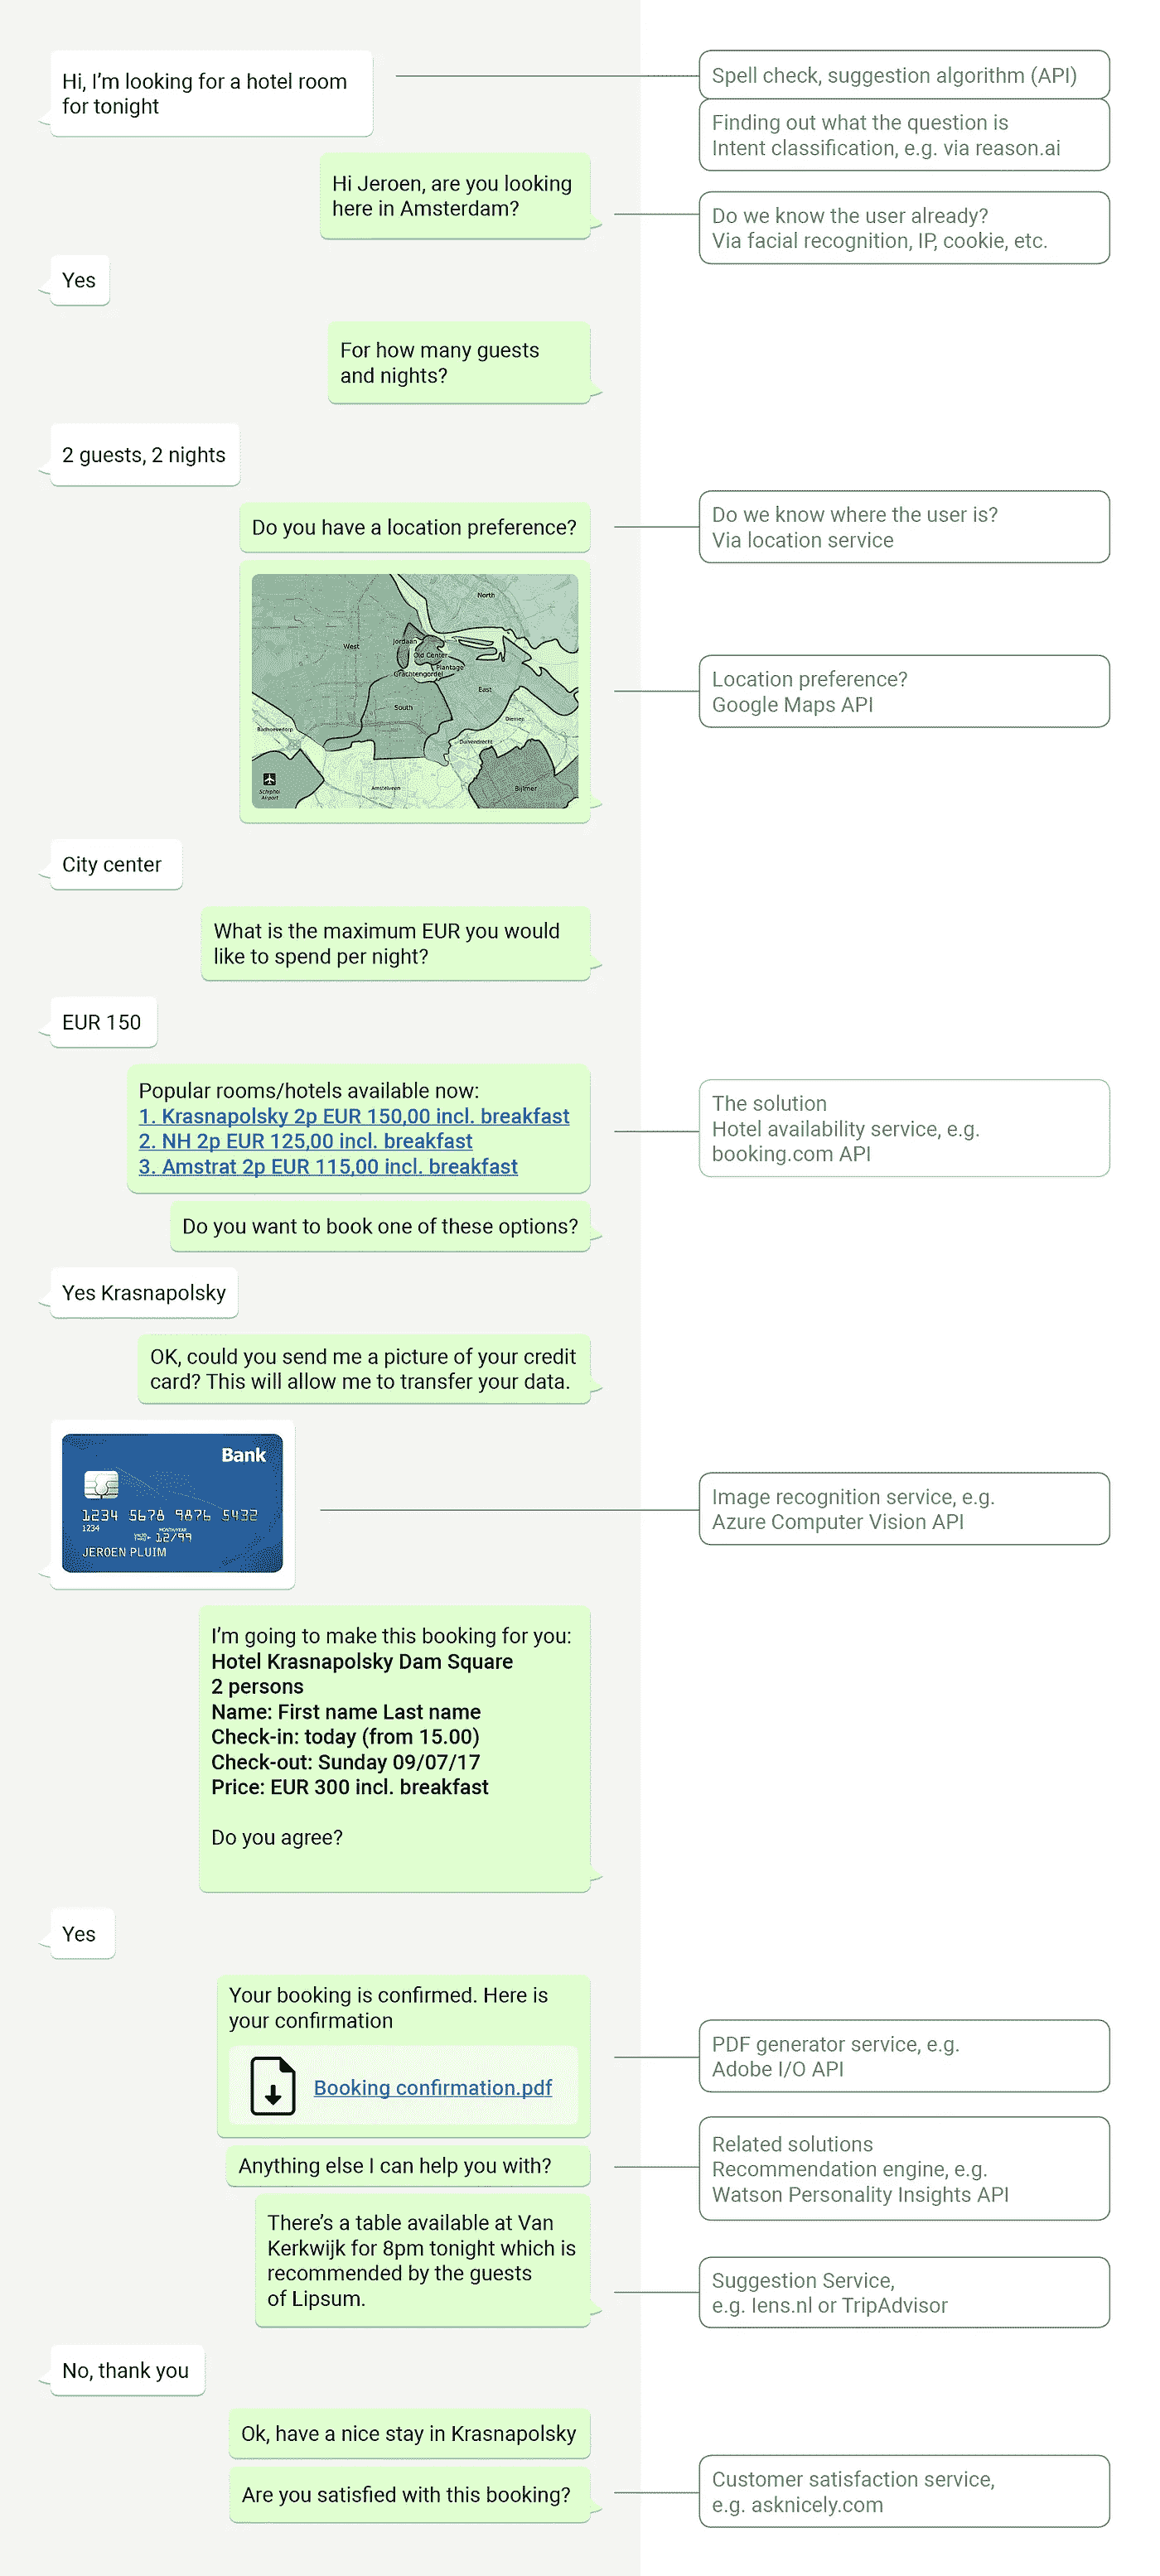 Hi, I’m looking for a hotel room
for tonight
Spell check, suggestion algorithm (API)
Finding out what the question is
Intent classification, e.g. via reason.ai
Hi Jeroen, are you looking
here in Amsterdam?
Do we know the user already?
Via facial recognition, IP, cookie, etc.
Yes
For how many guests
and nights?
2 guests, 2 nights
Do you have a location preference?
Do we know where the user is?
Via location service
North
West
Jordaan
Old Center
Plantage
Grachtengordel
East
South
Diemen
Badhoevedorp
Duivendrecht
Schiphol
Airport
Amstelveen
Bijlmer
Location preference?
Google Maps API
City center
What is the maximum EUR you would
like to spend per night?
EUR 150
Popular rooms/hotels available now:
1. Krasnapolsky 2p EUR 150,00 incl. breakfast
2. NH 2p EUR 125,00 incl. breakfast
3. Amstrat 2p EUR 115,00 incl. breakfast
The solution
Hotel availability service, e.g.
booking.com API
Do you want to book one of these options?
Yes Krasnapolsky
OK, could you send me a picture of your credit
card? This will allow me to transfer your data.
Bank
1234 5678 9876 5432
1234
MONTH/YEAR
VALID THRU 12/99
JEROEN PLUIM
Image recognition service, e.g.
Azure Computer Vision API
I’m going to make this booking for you:
Hotel Krasnapolsky Dam Square
2 persons
Name: First name Last name
Check-in: today (from 15.00)
Check-out: Sunday 09/07/17
Price: EUR 300 incl. breakfast
Do you agree?
Yes
Your booking is confirmed. Here is
your confirmation
Booking confirmation.pdf
PDF generator service, e.g.
Adobe I/O API
Anything else I can help you with?
Related solutions
Recommendation engine, e.g.
Watson Personality Insights API
There’s a table available at Van
Kerkwijk for 8pm tonight which is
recommended by the guests
of Lipsum.
Suggestion Service,
e.g. Iens.nl or TripAdvisor
No, thank you
Ok, have a nice stay in Krasnapolsky
Are you satisfied with this booking?
Customer satisfaction service,
e.g. asknicely.com